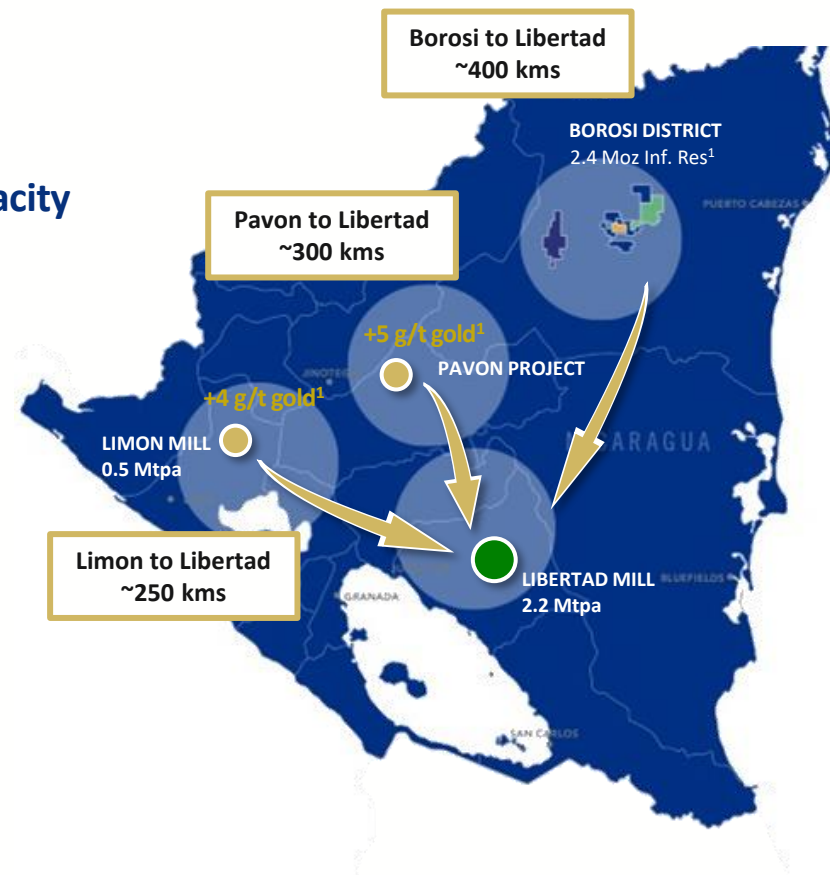 Borosi to Libertad
~400 kms
BOROSI DISTRICT
2.4 Moz Inf. Res¹
acity
PUERTO CABEZAS
Pavon to Libertad
~300 kms
+5 g/t gold¹
JINOTEGA
PAVON PROJECT
+4 g/t gold¹
LIMON MILL
0.5 Mtpa
NICARAGUA
Limon to Libertad
~250 kms
LIBERTAD MILL
2.2 Mtpa
BLUEFIELDS
GRANADA
SAN CARLOS